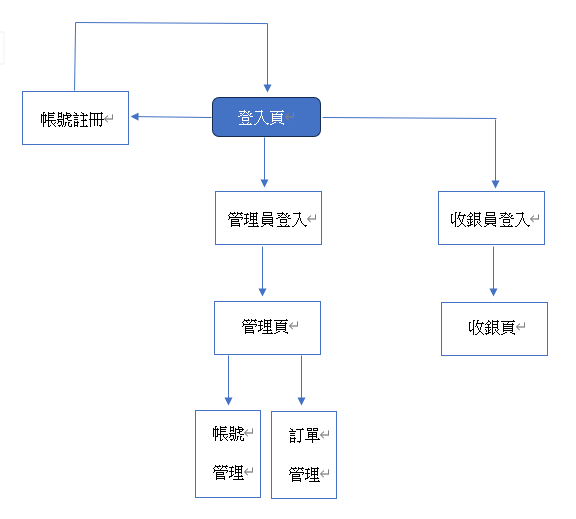 登入頁
帳號註冊
管理員登入
收銀員登入
管理頁
收銀頁
帳號
管理
訂單
管理